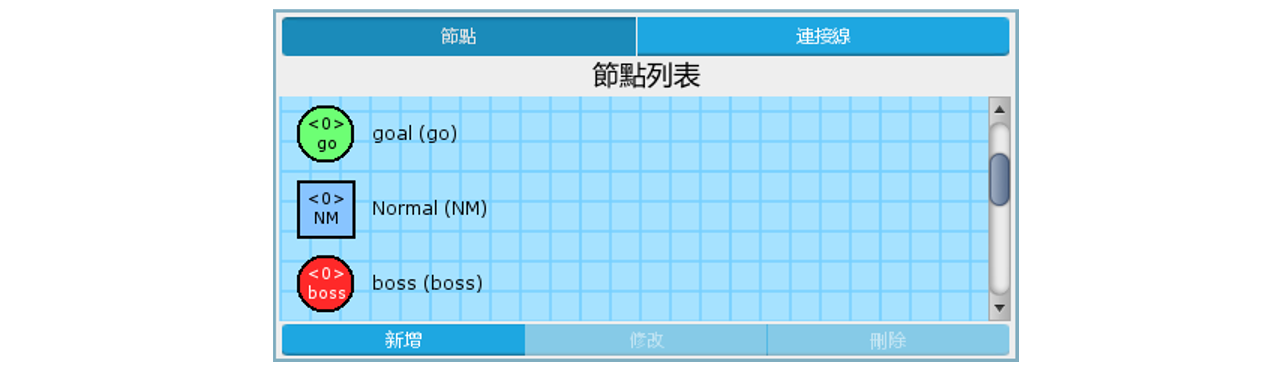 節點 連接線
節點列表
<0>
go
goal (go)
<0>
NM
Normal (NM)
<0>
boss
boss (boss)
新增 修改 刪除